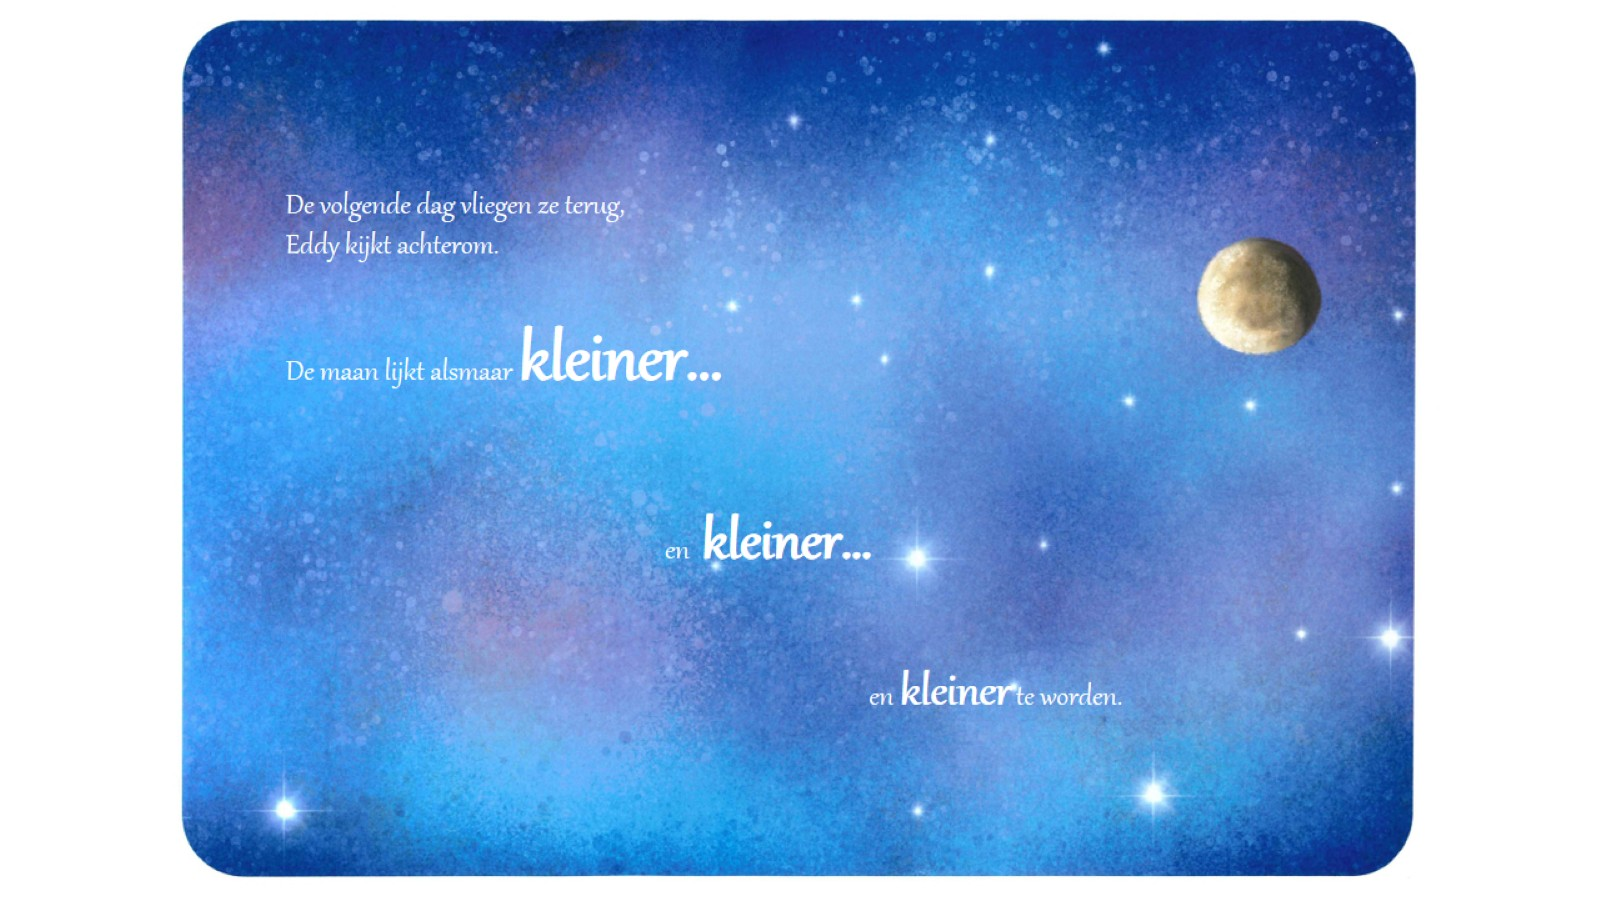 De volgende dag vliegen ze terug,
Eddy kijkt achterom.
De maan lijkt alsmaar kleiner...
en kleiner...
en kleiner te worden.